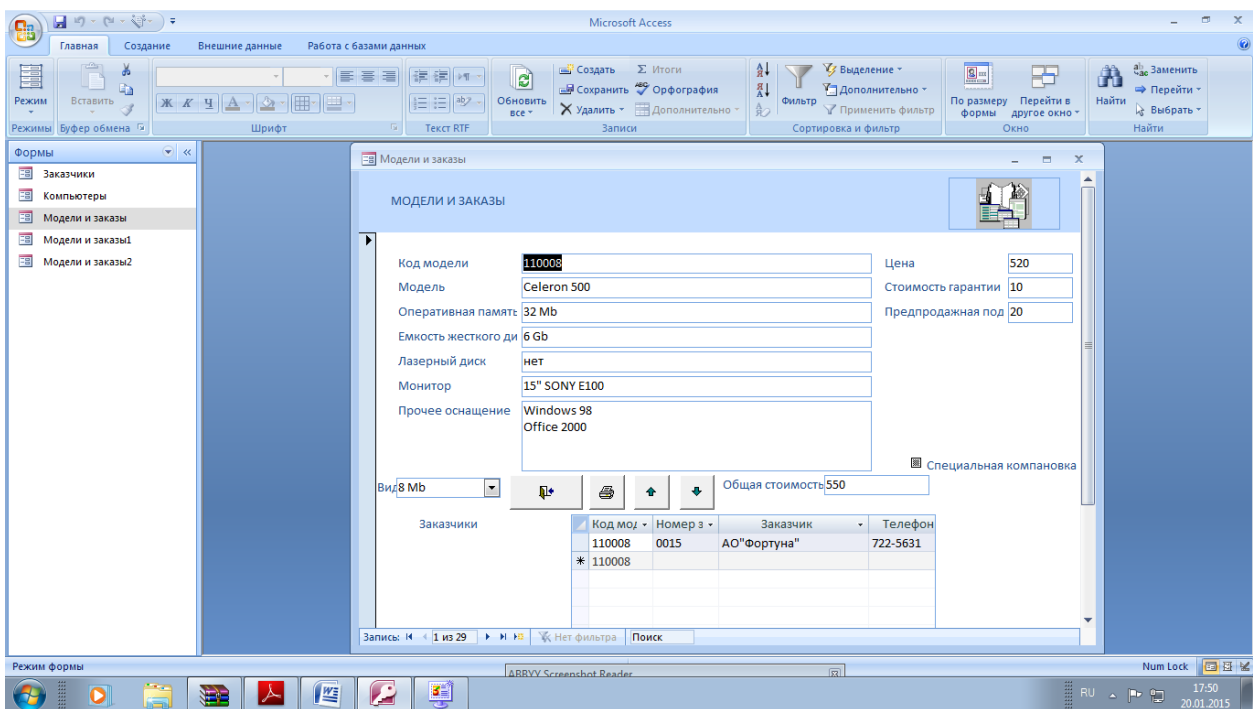 Microsoft Access
Главная Создание Внешние данные Работа с базами данных
Режим
Вставить
Ж К Ч А
Обновить все
Создать
Сохранить
Удалить
Итоги
Орфография
Дополнительно
Фильтр
Выделение
Дополнительно
Применить фильтр
По размеру формы
Перейти в другое окно
Найти
Заменить
Перейти
Выбрать
Режимы Буфер обмена Шрифт Текст RTF Записи Сортировка и фильтр Окно Найти
Формы
Заказчики
Компьютеры
Модели и заказы
Модели и заказы1
Модели и заказы2
Модели и заказы
МОДЕЛИ И ЗАКАЗЫ
Код модели 110008 Цена 520
Модель Celeron 500 Стоимость гарантии 10
Оперативная память 32 Mb Предпродажная под 20
Емкость жесткого ди 6 Gb
Лазерный диск нет
Монитор 15" SONY E100
Прочее оснащение Windows 98
Office 2000
Специальная компановка
Вид 8 Mb Общая стоимость 550
Заказчики
Код мод Номер з Заказчик Телефон
110008 0015 АО"Фортуна" 722-5631
110008
Запись: 1 из 29 Нет фильтра Поиск
Режим формы Num Lock
ABBYY Screenshot Reader
RU 17:50
20.01.2015